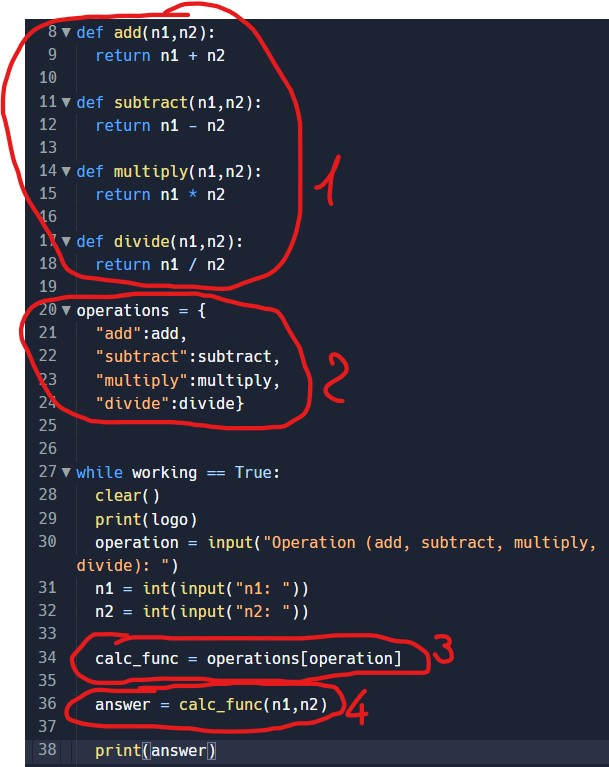 8 def add(n1,n2):
9 return n1 + n2
10
11 def subtract(n1,n2):
12 return n1 - n2
13
14 def multiply(n1,n2):
15 return n1 * n2
16
17 def divide(n1,n2):
18 return n1 / n2
19
1
20 operations = {
21 "add":add,
22 "subtract":subtract,
23 "multiply":multiply,
24 "divide":divide}
2
25
26
27 while working == True:
28 clear()
29 print(logo)
30 operation = input("Operation (add, subtract, multiply,
divide): ")
31 n1 = int(input("n1: "))
32 n2 = int(input("n2: "))
33
34 calc_func = operations[operation] 3
35
36 answer = calc_func(n1,n2) 4
37
38 print(answer)